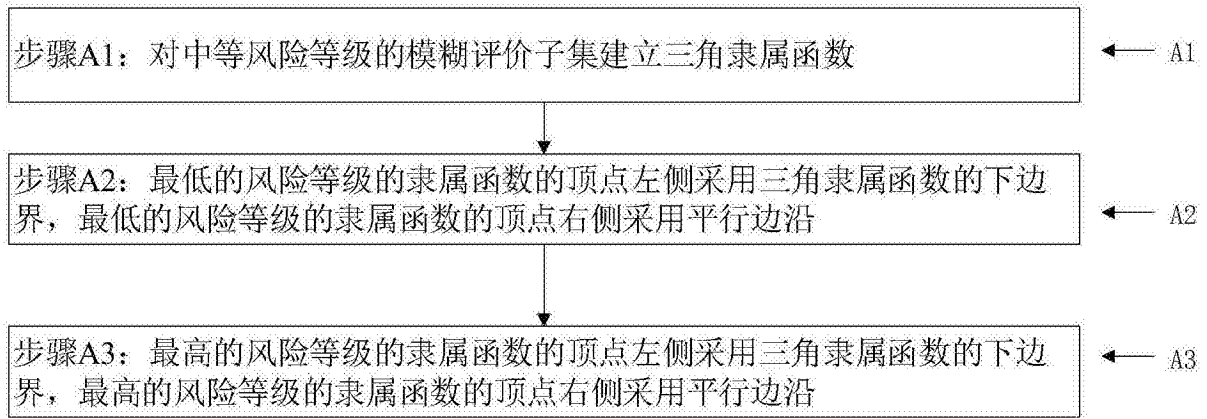 步骤A1：对中等风险等级的模糊评价子集建立三角隶属函数
A1
步骤A2：最低的风险等级的隶属函数的顶点左侧采用三角隶属函数的下边
界，最低的风险等级的隶属函数的顶点右侧采用平行边沿
A2
步骤A3：最高的风险等级的隶属函数的顶点左侧采用三角隶属函数的下边
界，最高的风险等级的隶属函数的顶点右侧采用平行边沿
A3